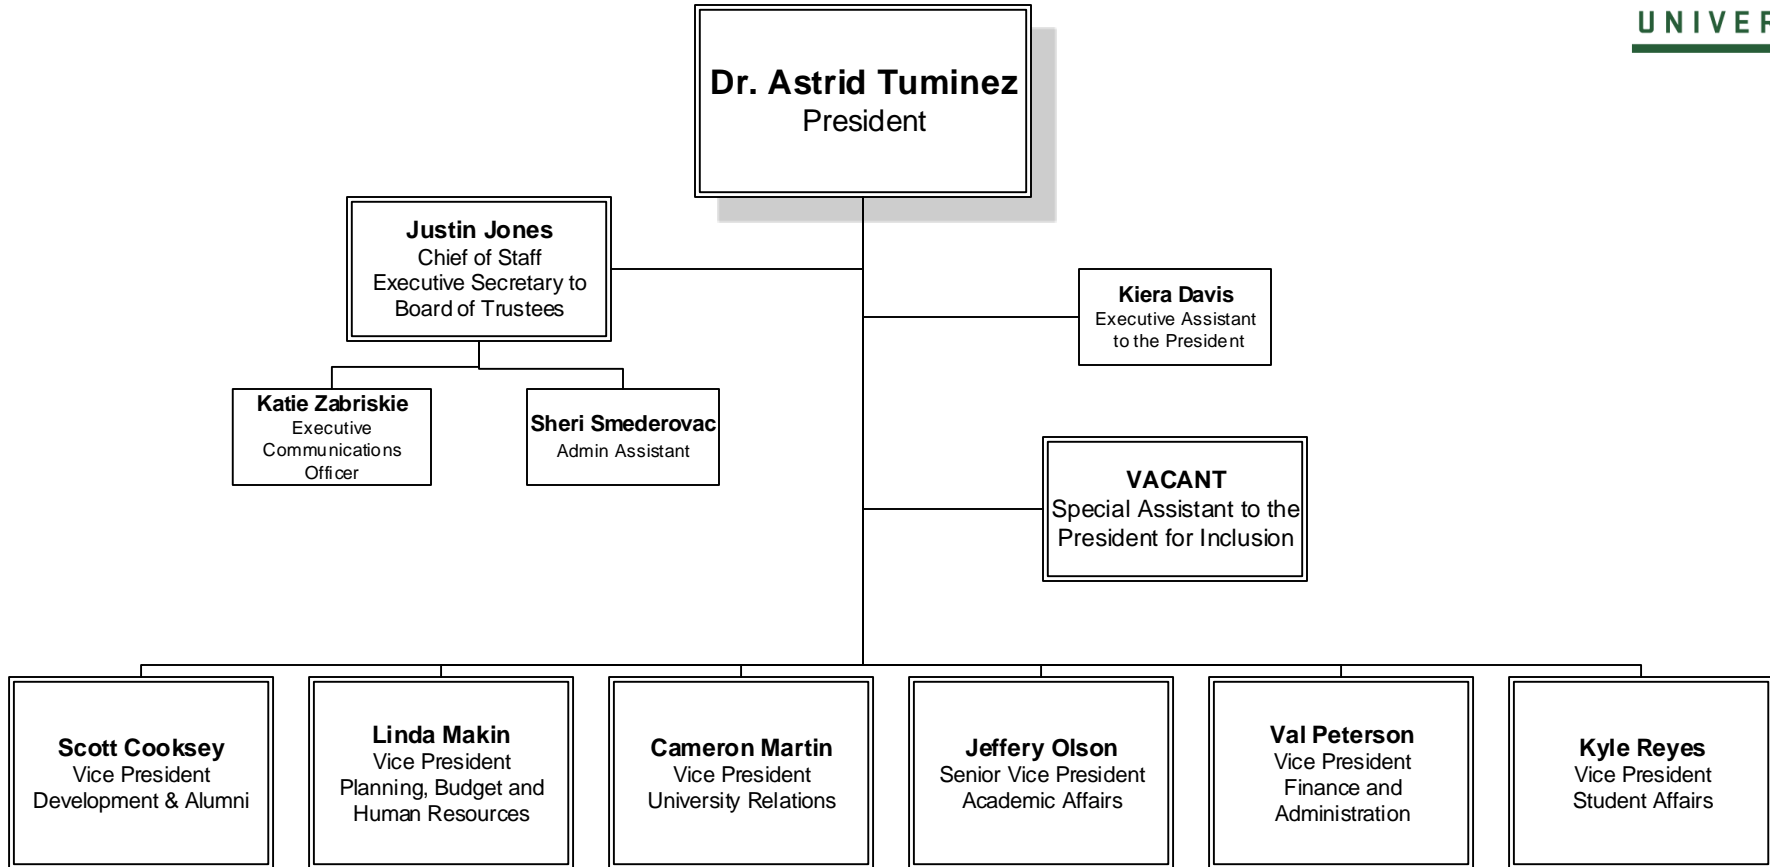 UNIVER
Dr. Astrid Tuminez
President
Justin Jones
Chief of Staff
Executive Secretary to
Board of Trustees
Kiera Davis
Executive Assistant
to the President
Katie Zabriskie
Executive
Communications
Officer
Sheri Smederovac
Admin Assistant
VACANT
Special Assistant to the
President for Inclusion
Scott Cooksey
Vice President
Development & Alumni
Linda Makin
Vice President
Planning, Budget and
Human Resources
Cameron Martin
Vice President
University Relations
Jeffery Olson
Senior Vice President
Academic Affairs
Val Peterson
Vice President
Finance and
Administration
Kyle Reyes
Vice President
Student Affairs